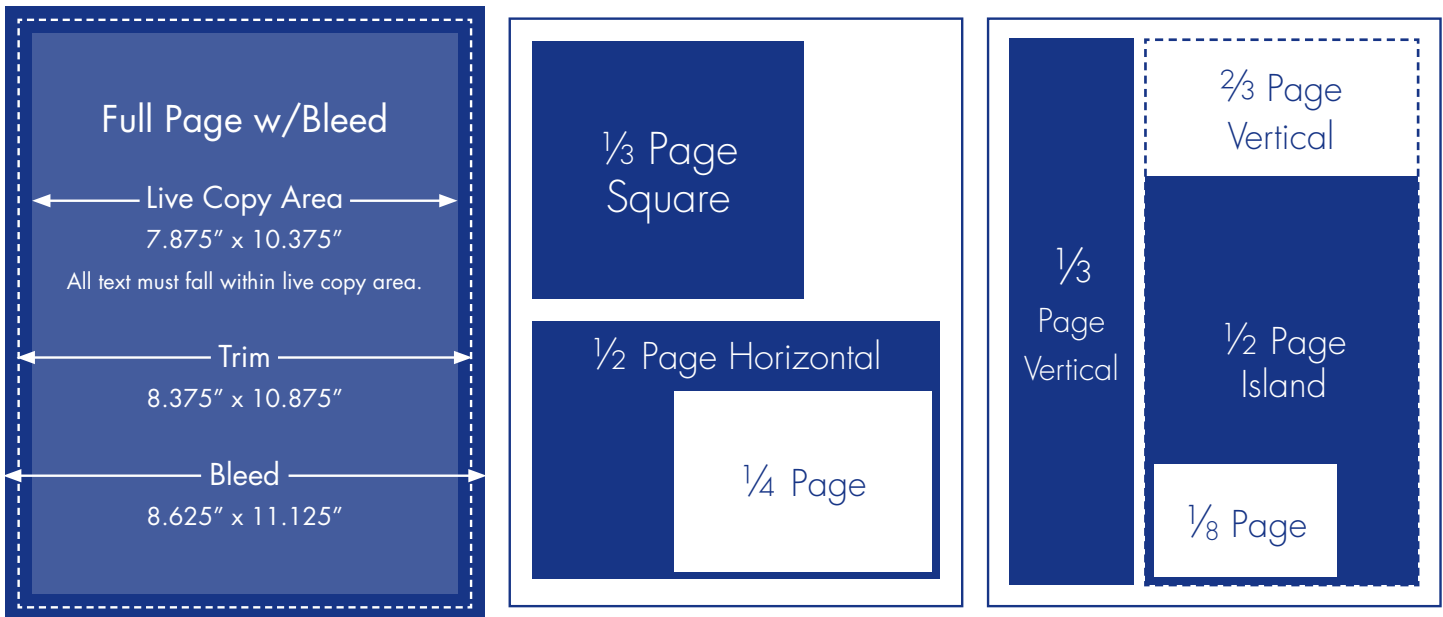 Full Page w/Bleed
Live Copy Area
7.875” x 10.375”
All text must fall within live copy area.
Trim
8.375” x 10.875”
Bleed
8.625” x 11.125”
⅓ Page
Square
½ Page Horizontal
¼ Page
⅓
Page
Vertical
⅔ Page
Vertical
½ Page
Island
⅛ Page